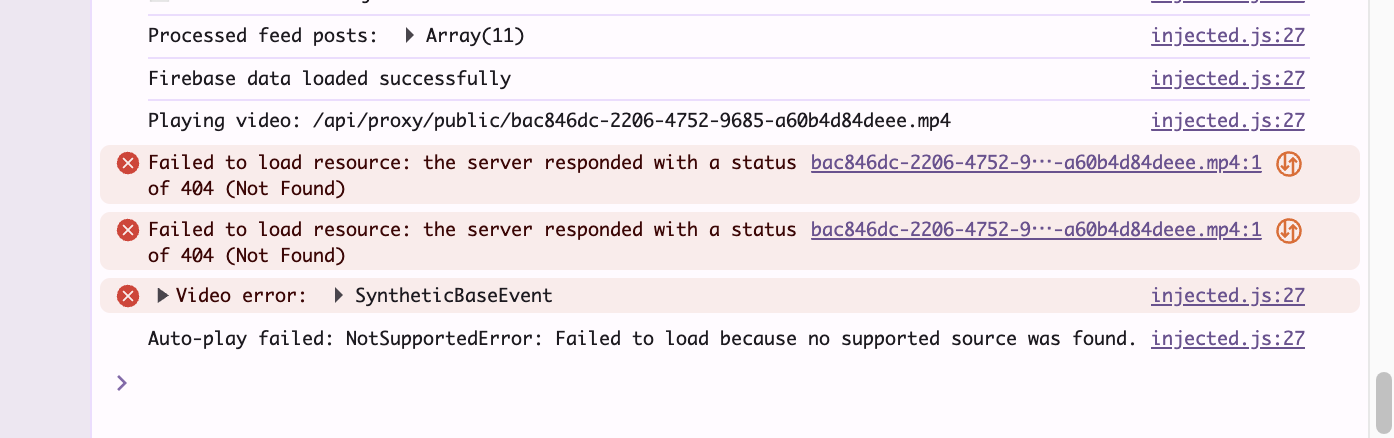 Processed feed posts: ▶ Array(11) injected.js:27
Firebase data loaded successfully injected.js:27
Playing video: /api/proxy/public/bac846dc-2206-4752-9685-a60b4d84deee.mp4 injected.js:27
Failed to load resource: the server responded with a status bac846dc-2206-4752-9…-a60b4d84deee.mp4:1
of 404 (Not Found)
Failed to load resource: the server responded with a status bac846dc-2206-4752-9…-a60b4d84deee.mp4:1
of 404 (Not Found)
▶ Video error: ▶ SyntheticBaseEvent injected.js:27
Auto-play failed: NotSupportedError: Failed to load because no supported source was found. injected.js:27